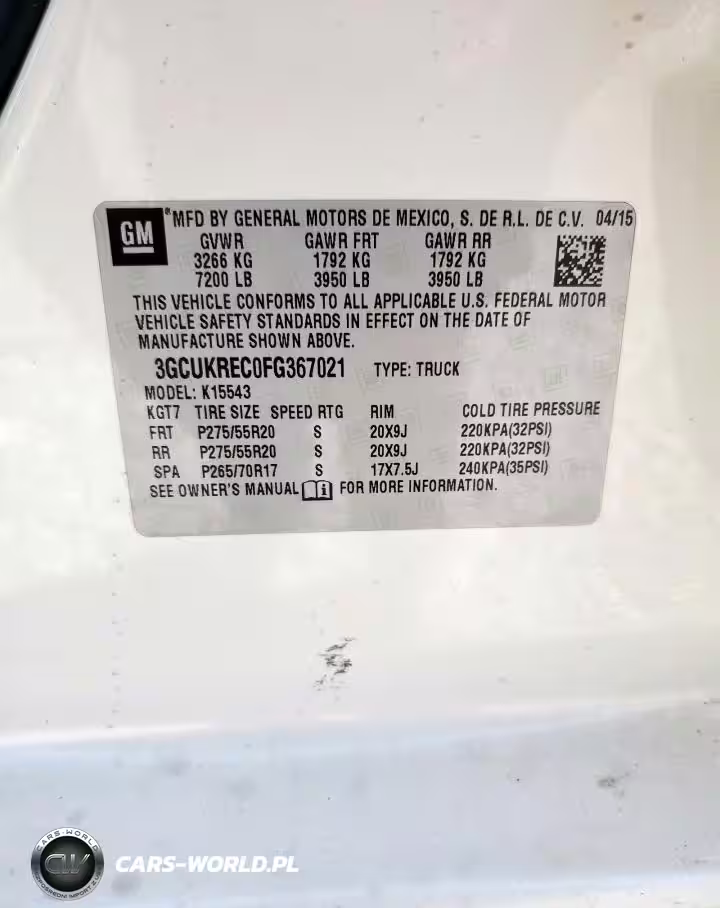 GM
*MFD BY GENERAL MOTORS DE MEXICO, S. DE R.L. DE C.V. 04/15
GVWR GAWR FRT GAWR RR
3266 KG 1792 KG 1792 KG
7200 LB 3950 LB 3950 LB
THIS VEHICLE CONFORMS TO ALL APPLICABLE U.S. FEDERAL MOTOR
VEHICLE SAFETY STANDARDS IN EFFECT ON THE DATE OF
MANUFACTURE SHOWN ABOVE.
3GCUKREC0FG367021 TYPE: TRUCK
MODEL: K15543
KGT7 TIRE SIZE SPEED RTG RIM COLD TIRE PRESSURE
FRT P275/55R20 S 20X9J 220KPA(32PSI)
RR P275/55R20 S 20X9J 220KPA(32PSI)
SPA P265/70R17 S 17X7.5J 240KPA(35PSI)
SEE OWNER'S MANUAL i FOR MORE INFORMATION.
CARS-WORLD
CW
CARS-WORLD.PL